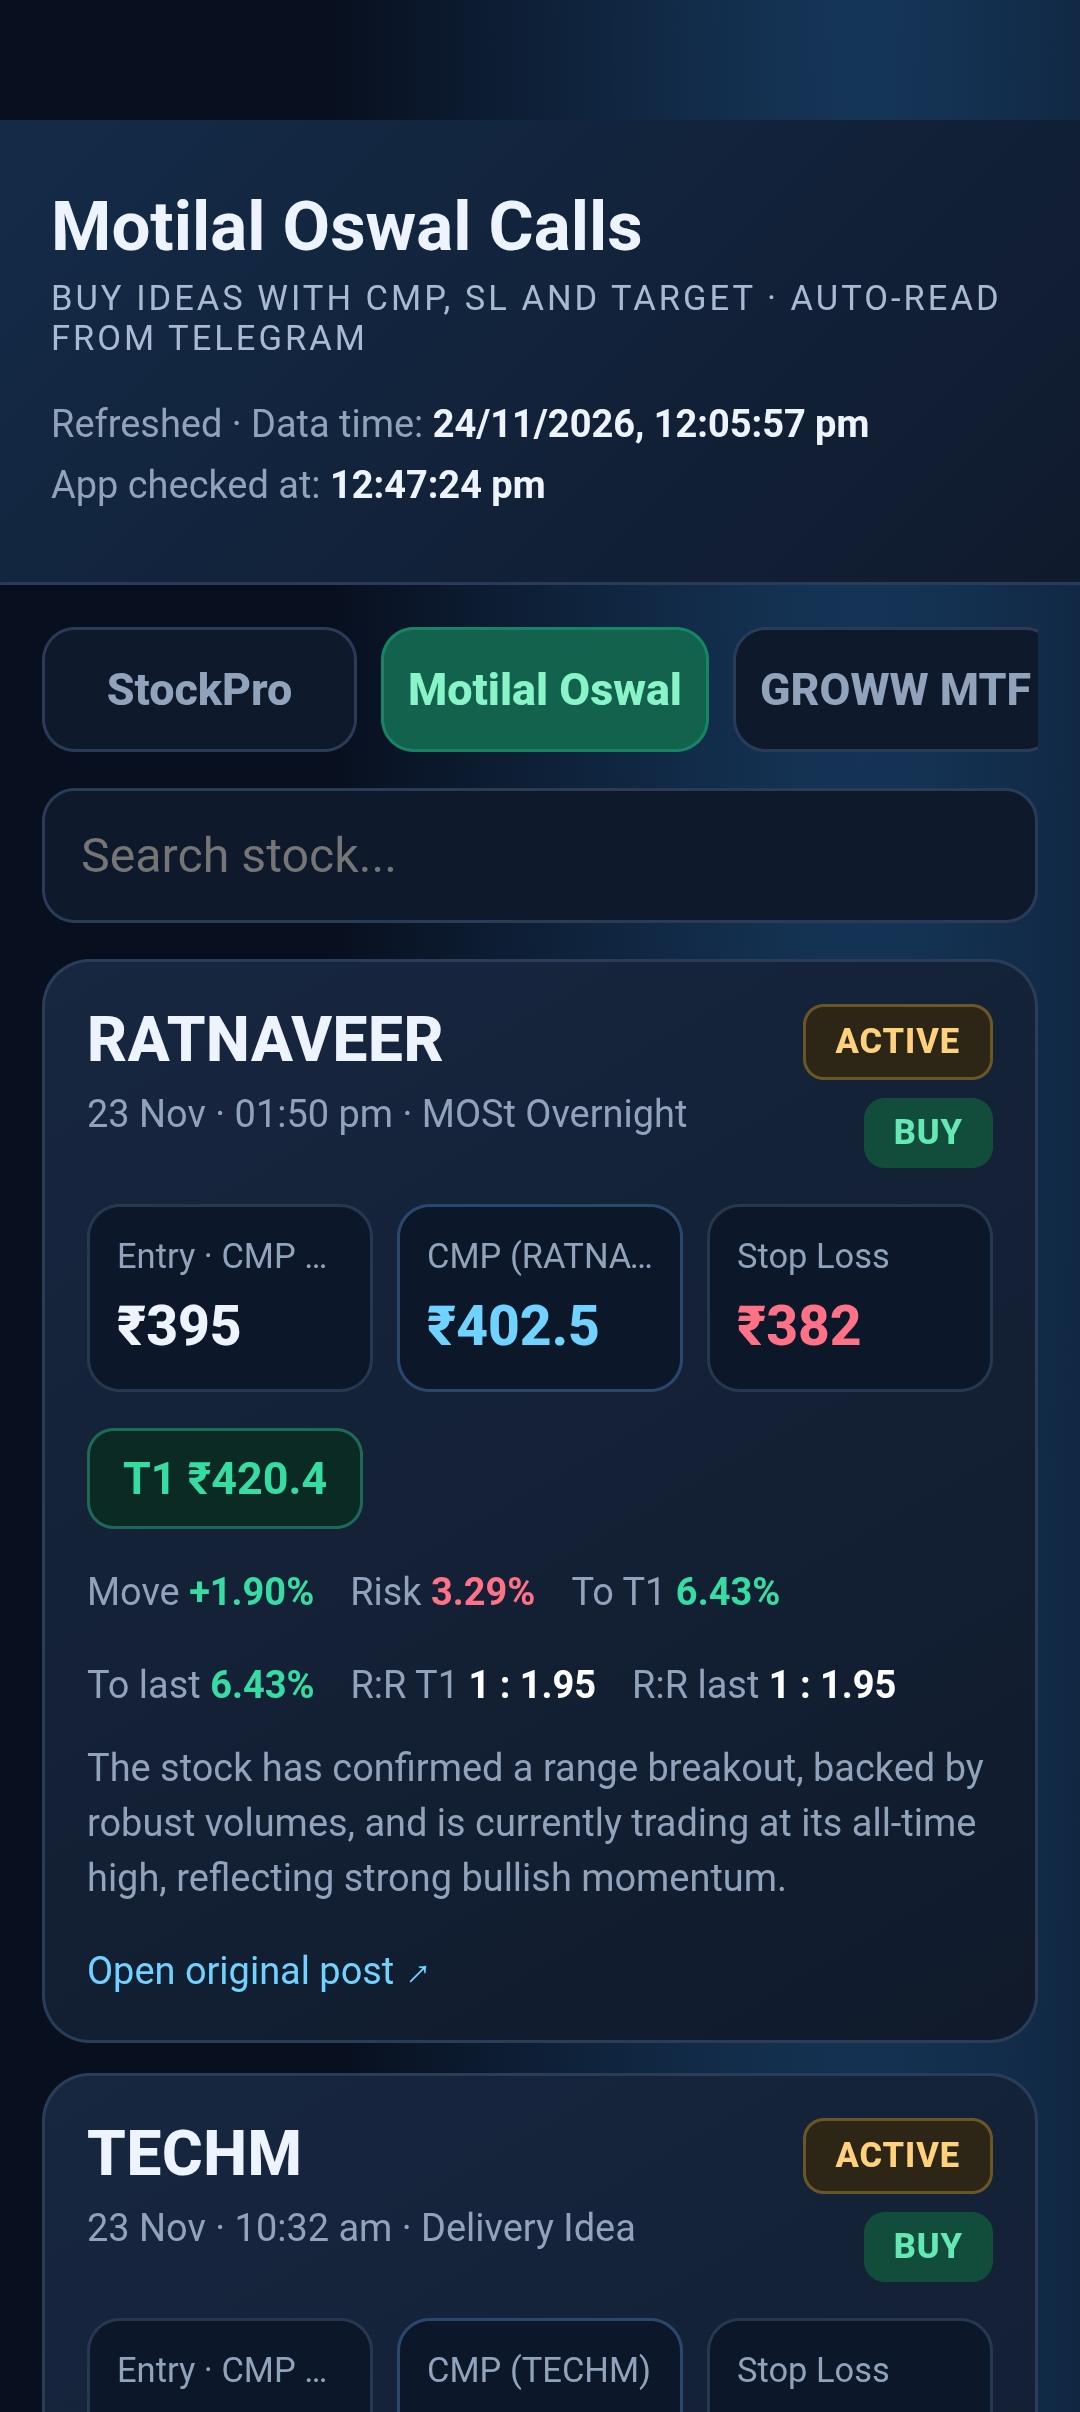 Motilal Oswal Calls
BUY IDEAS WITH CMP, SL AND TARGET · AUTO-READ
FROM TELEGRAM
Refreshed · Data time: 24/11/2026, 12:05:57 pm
App checked at: 12:47:24 pm
StockPro
Motilal Oswal
GROWW MTF
Search stock...
RATNAVEER
ACTIVE
23 Nov · 01:50 pm · MOSt Overnight
BUY
Entry · CMP ...
CMP (RATNA...
Stop Loss
₹395
₹402.5
₹382
T1 ₹420.4
Move +1.90% Risk 3.29% To T1 6.43%
To last 6.43% R:R T1 1 : 1.95 R:R last 1 : 1.95
The stock has confirmed a range breakout, backed by
robust volumes, and is currently trading at its all-time
high, reflecting strong bullish momentum.
Open original post ↗
TECHM
ACTIVE
23 Nov · 10:32 am · Delivery Idea
BUY
Entry · CMP ...
CMP (TECHM)
Stop Loss